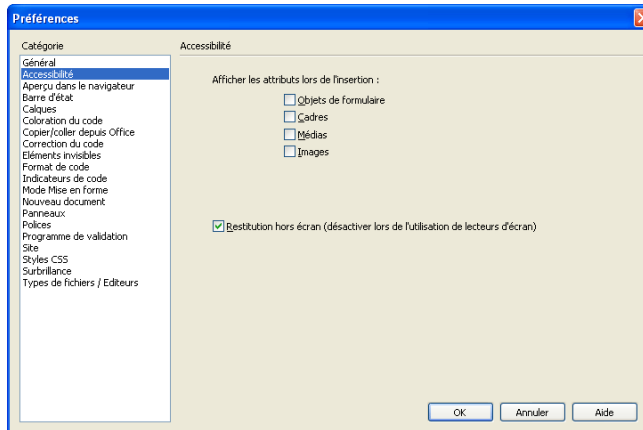 Préférences
Catégorie
Général
Accessibilité
Aperçu dans le navigateur
Barre d'état
Calques
Coloration du code
Copier/coller depuis Office
Correction du code
Eléments invisibles
Format de code
Indicateurs de code
Mode Mise en forme
Nouveau document
Panneaux
Polices
Programme de validation
Site
Styles CSS
Surbrillance
Types de fichiers / Editeurs
Accessibilité
Afficher les attributs lors de l'insertion :
Objets de formulaire
Cadres
Médias
Images
Restitution hors écran (désactiver lors de l'utilisation de lecteurs d'écran)
OK
Annuler
Aide